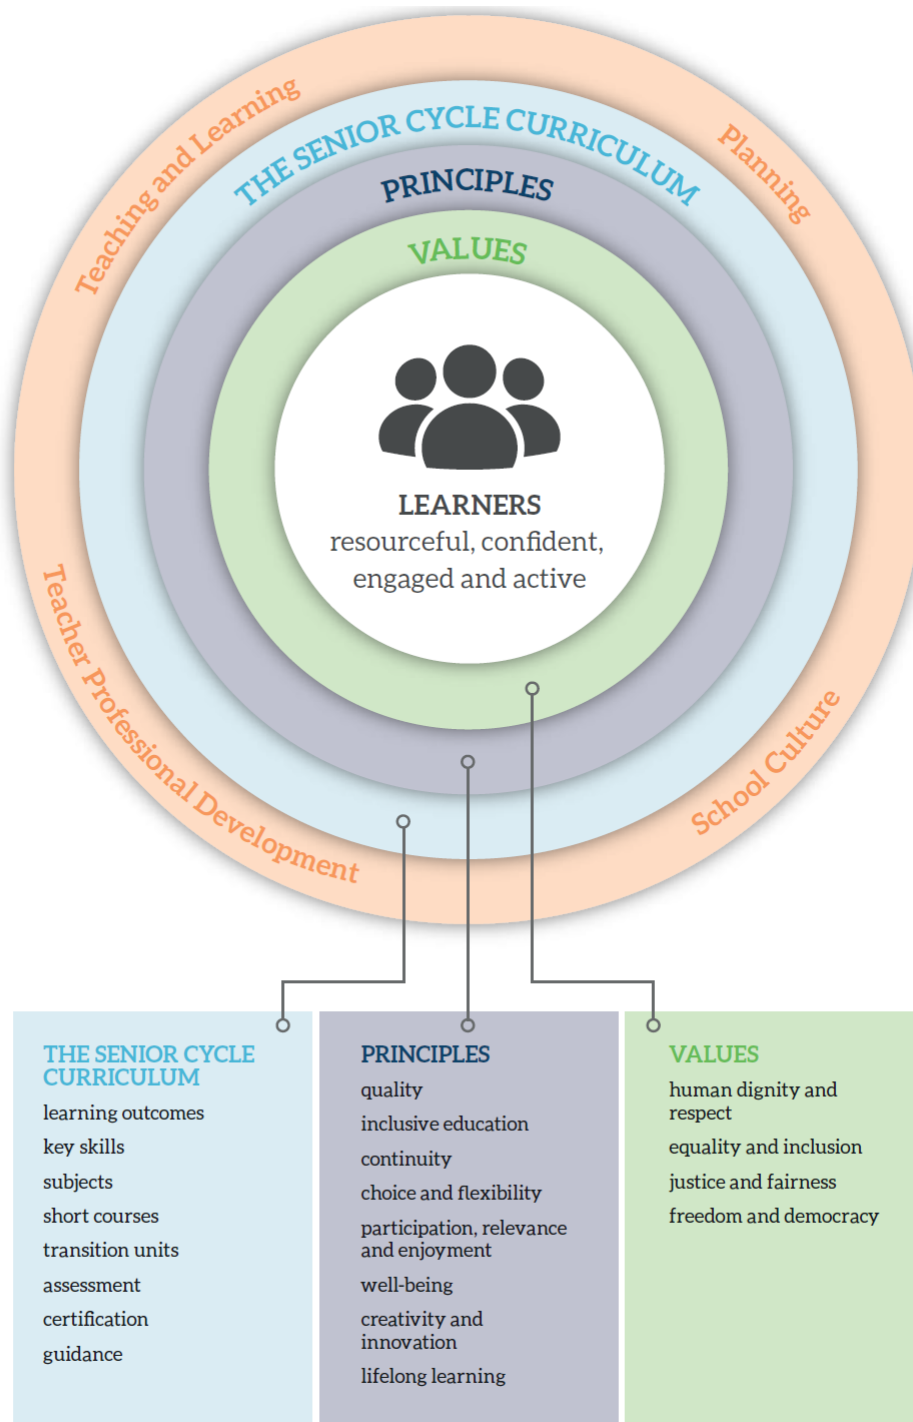 Teaching and Learning
Planning
THE SENIOR CYCLE CURRICULUM
PRINCIPLES
VALUES
LEARNERS
resourceful, confident,
engaged and active
Teacher Professional Development
School Culture
THE SENIOR CYCLE
CURRICULUM
learning outcomes
key skills
subjects
short courses
transition units
assessment
certification
guidance
PRINCIPLES
quality
inclusive education
continuity
choice and flexibility
participation, relevance
and enjoyment
well-being
creativity and
innovation
lifelong learning
VALUES
human dignity and
respect
equality and inclusion
justice and fairness
freedom and democracy